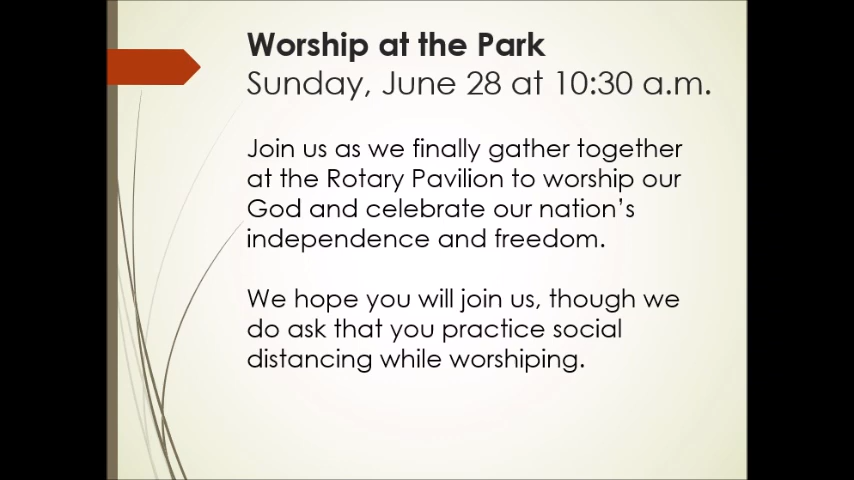 Worship at the Park
Sunday, June 28 at 10:30 a.m.
Join us as we finally gather together
at the Rotary Pavilion to worship our
God and celebrate our nation’s
independence and freedom.
We hope you will join us, though we
do ask that you practice social
distancing while worshiping.